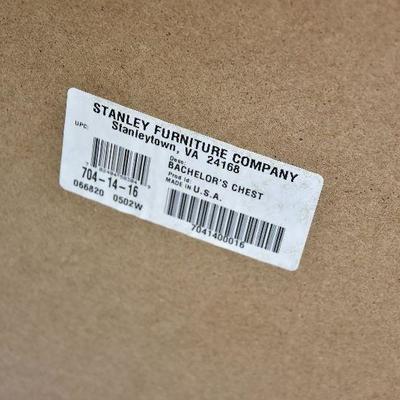 STANLEY FURNITURE COMPANY
Stanleytown, VA 24168
UPC:
Desc:
BACHELOR'S CHEST
Prod id:
MADE IN U.S.A.
704-14-16
066820 0502W
7041400016